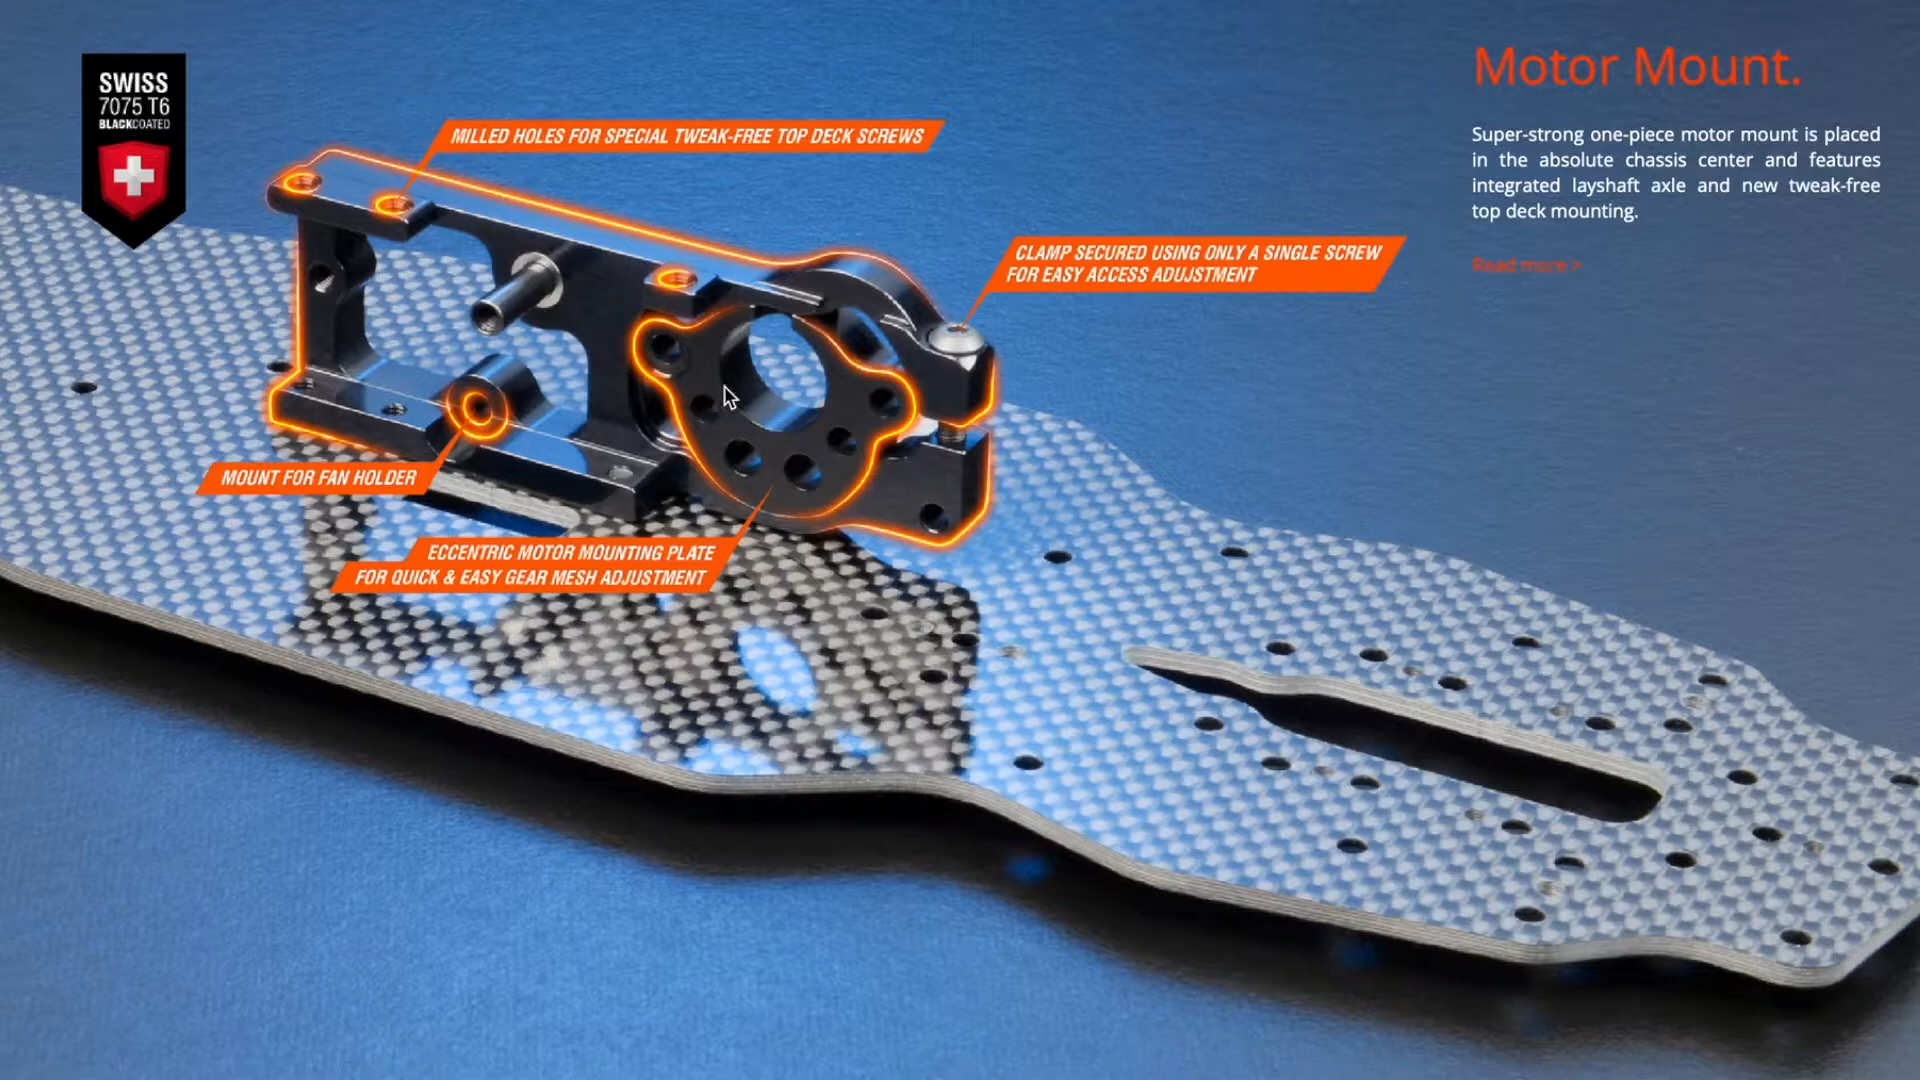 SWISS
7075 T6
BLACKCOATED
MILLED HOLES FOR SPECIAL TWEAK-FREE TOP DECK SCREWS
CLAMP SECURED USING ONLY A SINGLE SCREW
FOR EASY ACCESS ADUJSTMENT
MOUNT FOR FAN HOLDER
ECCENTRIC MOTOR MOUNTING PLATE
FOR QUICK & EASY GEAR MESH ADJUSTMENT
Motor Mount.
Super-strong one-piece motor mount is placed
in the absolute chassis center and features
integrated layshaft axle and new tweak-free
top deck mounting.
Read more >